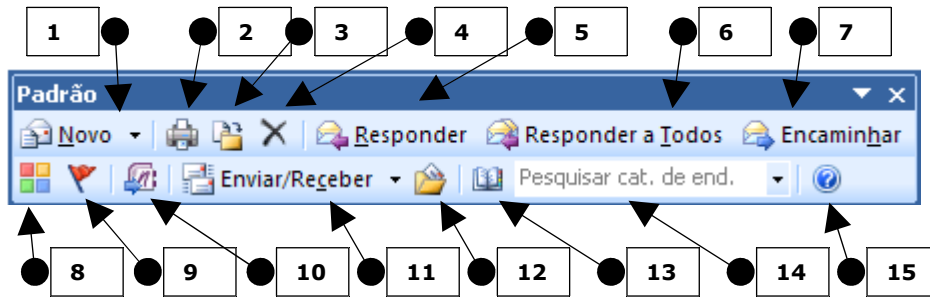 1 2 3 4 5 6 7
Padrão
Novo Responder Responder a Todos Encaminhar
Enviar/Receber Pesquisar cat. de end.
8 9 10 11 12 13 14 15